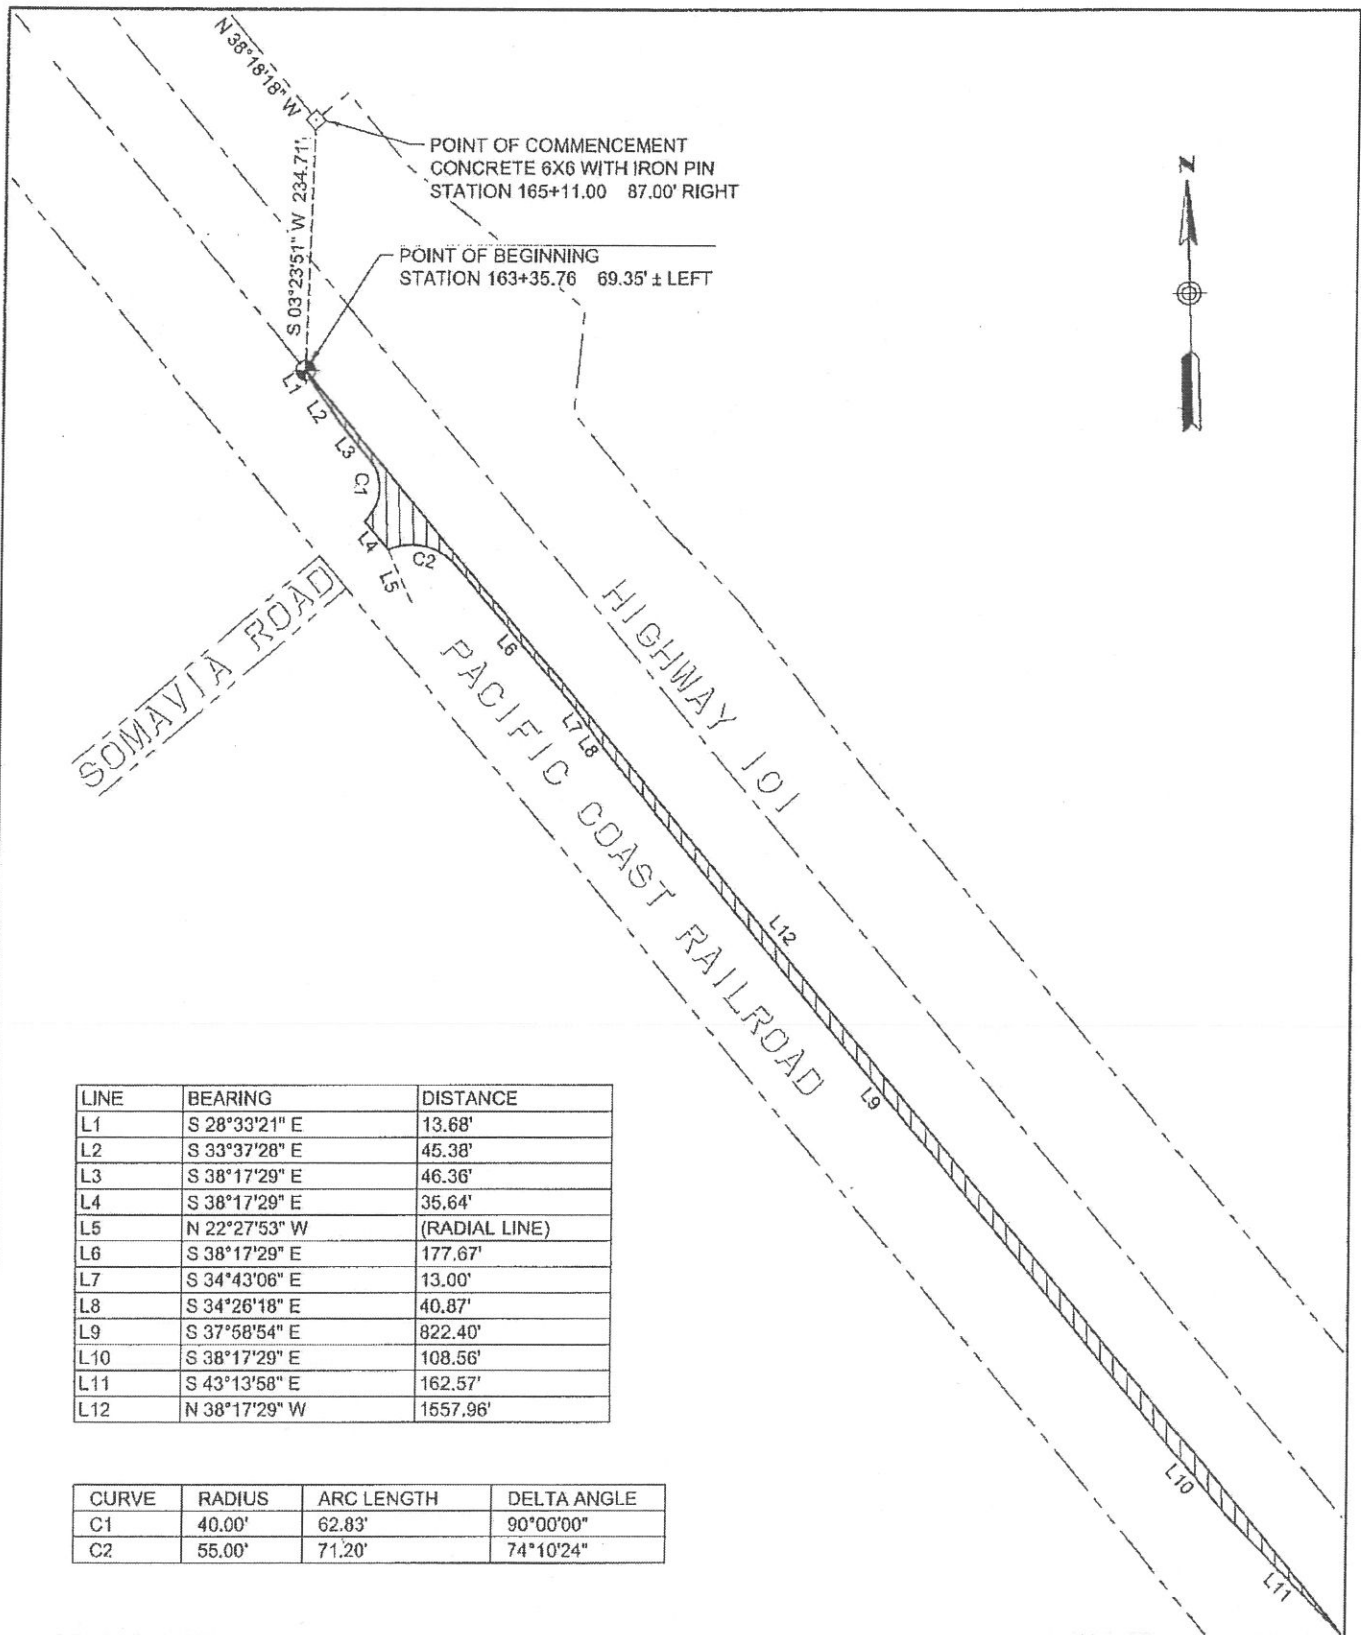 N 38°18'18" W
S 03°23'51" W 234.71'
POINT OF COMMENCEMENT
CONCRETE 6X6 WITH IRON PIN
STATION 165+11.00 87.00' RIGHT
POINT OF BEGINNING
STATION 163+35.76 69.35' ± LEFT
N
L1
L2
L3
C1
L4
C2
L5
L6
L7
L8
L12
L9
L10
L11
SOMAVIA ROAD
HIGHWAY 101
PACIFIC COAST RAILROAD
LINE BEARING DISTANCE
L1 S 28°33'21" E 13.68'
L2 S 33°37'28" E 45.38'
L3 S 38°17'29" E 46.36'
L4 S 38°17'29" E 35.64'
L5 N 22°27'53" W (RADIAL LINE)
L6 S 38°17'29" E 177.67'
L7 S 34°43'06" E 13.00'
L8 S 34°26'18" E 40.87'
L9 S 37°58'54" E 822.40'
L10 S 38°17'29" E 108.56'
L11 S 43°13'58" E 162.57'
L12 N 38°17'29" W 1557.96'
CURVE RADIUS ARC LENGTH DELTA ANGLE
C1 40.00' 62.83' 90°00'00"
C2 55.00' 71.20' 74°10'24"